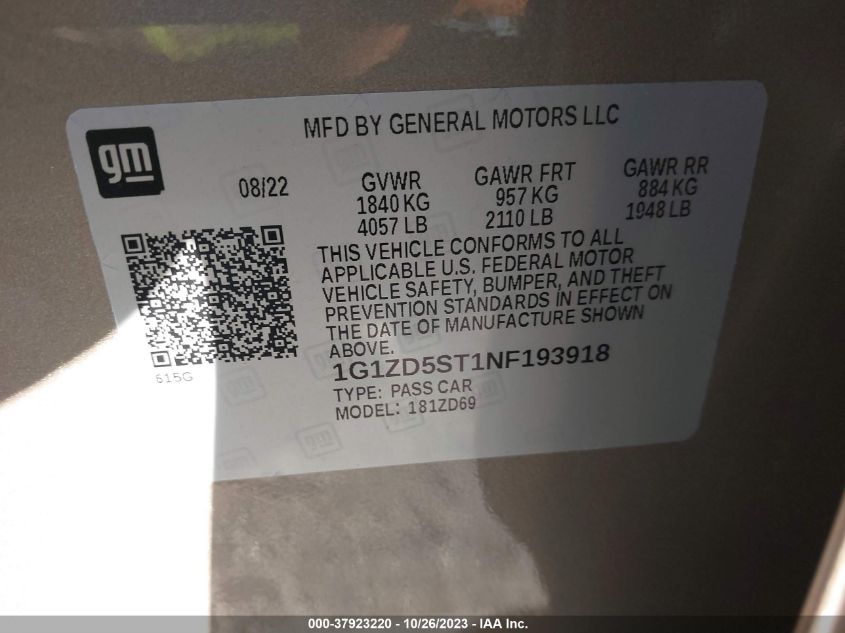 MFD BY GENERAL MOTORS LLC
gm
08/22
GVWR
1840 KG
4057 LB
GAWR FRT
957 KG
2110 LB
GAWR RR
884 KG
1948 LB
THIS VEHICLE CONFORMS TO ALL
APPLICABLE U.S. FEDERAL MOTOR
VEHICLE SAFETY, BUMPER, AND THEFT
PREVENTION STANDARDS IN EFFECT ON
THE DATE OF MANUFACTURE SHOWN
ABOVE.
615G
1G1ZD5ST1NF193918
TYPE: PASS CAR
MODEL: 181ZD69
000-37923220 - 10/26/2023 - IAA Inc.